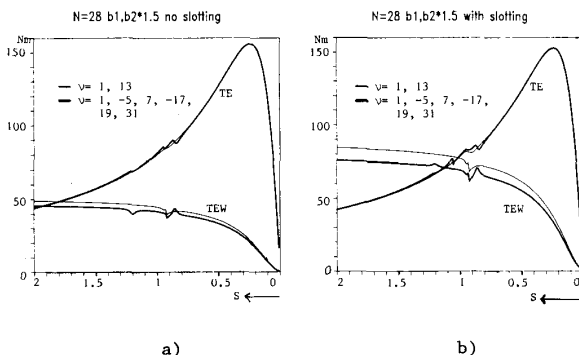 N=28 b1,b2*1.5 no slotting
Nm
150
100
50
0
ν= 1, 13
ν= 1, -5, 7, -17,
19, 31
TE
TEW
2 1.5 1 0.5 0
S ←
a)
N=28 b1,b2*1.5 with slotting
Nm
150
100
50
0
ν= 1, 13
ν= 1, -5, 7, -17,
19, 31
TE
TEW
2 1.5 1 0.5 0
S ←
b)